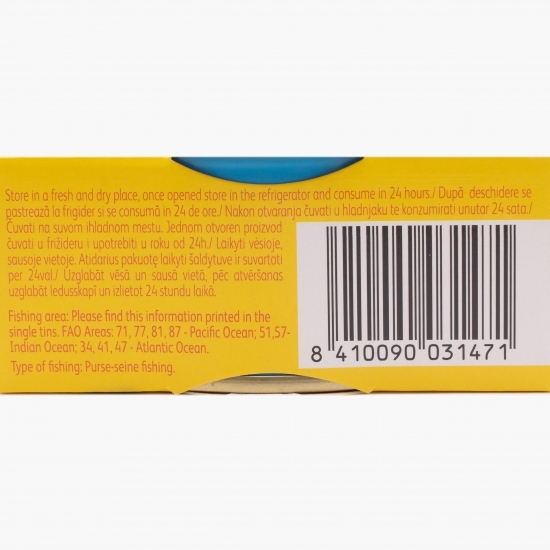 Store in a fresh and dry place, once opened store in the refrigerator and consume in 24 hours./ După deschidere se
pastrează la frigider si se consumă in 24 de ore./ Nakon otvaranja čuvati u hladnjaku te konzumirati unutar 24 sata./
Čuvati na suvom ihladnom mestu. Jednom otvoren proizvod
čuvati u frižideru i upotrebiti u roku od 24h./ Laikyti vėsioje,
sausoje vietoje. Atidarius pakuotę laikyti šaldytuve ir suvartoti
per 24val./ Uzglabāt vēsā un sausā vietā, pēc atvēršanas
uzglabāt ledusskapī un izlietot 24 stundu laikā.
Fishing area: Please find this information printed in the
single tins. FAO Areas: 71, 77, 81, 87 - Pacific Ocean; 51,57-
Indian Ocean; 34, 41, 47 - Atlantic Ocean.
Type of fishing: Purse-seine fishing.
8 410090 031471